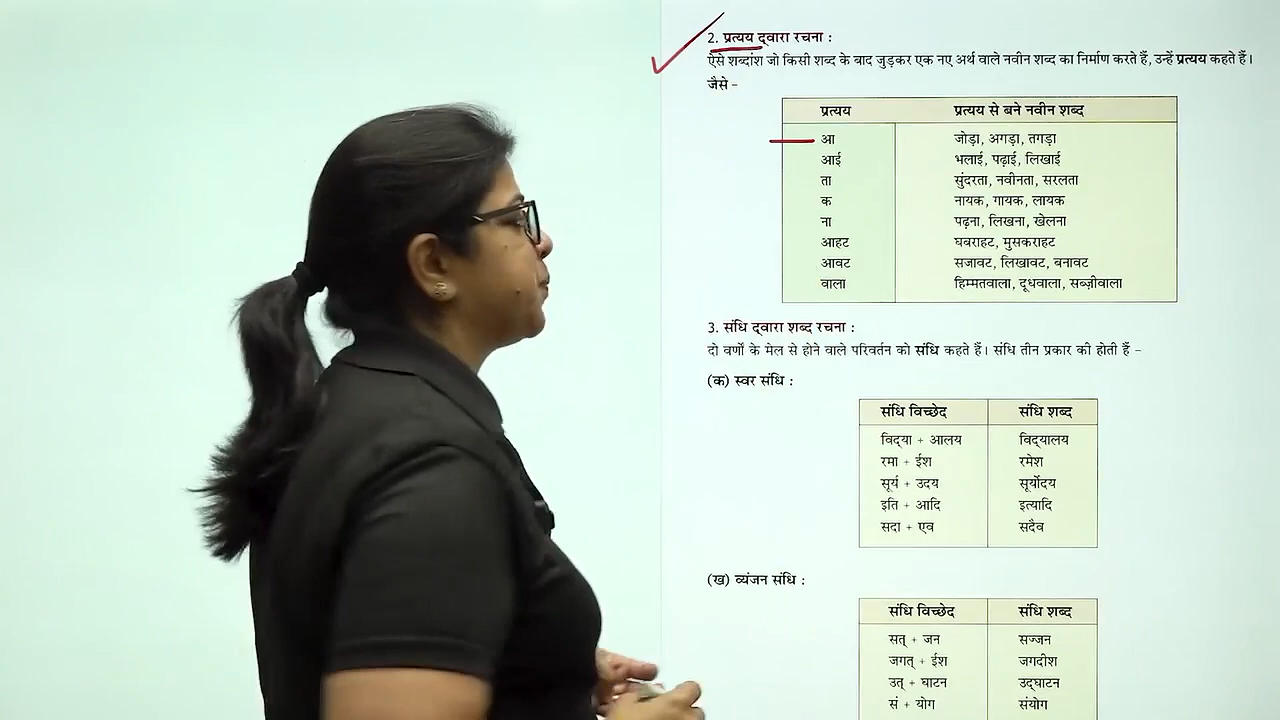 2. प्रत्यय द्‌वारा रचना :
ऐसे शब्दांश जो किसी शब्द के बाद जुड़कर एक नए अर्थ वाले नवीन शब्द का निर्माण करते हैं, उन्हें प्रत्यय कहते हैं।
जैसे –
प्रत्यय प्रत्यय से बने नवीन शब्द
आ जोड़ा, अगड़ा, तगड़ा
आई भलाई, पढ़ाई, लिखाई
ता सुंदरता, नवीनता, सरलता
क नायक, गायक, लायक
ना पढ़ना, लिखना, खेलना
आहट घबराहट, मुसकराहट
आवट सजावट, लिखावट, बनावट
वाला हिम्मतवाला, दूधवाला, सब्ज़ीवाला
3. संधि द्‌वारा शब्द रचना :
दो वर्णों के मेल से होने वाले परिवर्तन को संधि कहते हैं। संधि तीन प्रकार की होती हैं –
(क) स्वर संधि :
संधि विच्छेद संधि शब्द
विद्‌या + आलय विद्‌यालय
रमा + ईश रमेश
सूर्य + उदय सूर्योदय
इति + आदि इत्यादि
सदा + एव सदैव
(ख) व्यंजन संधि :
संधि विच्छेद संधि शब्द
सत् + जन सज्जन
जगत् + ईश जगदीश
उत् + घाटन उद्‌घाटन
सं + योग संयोग